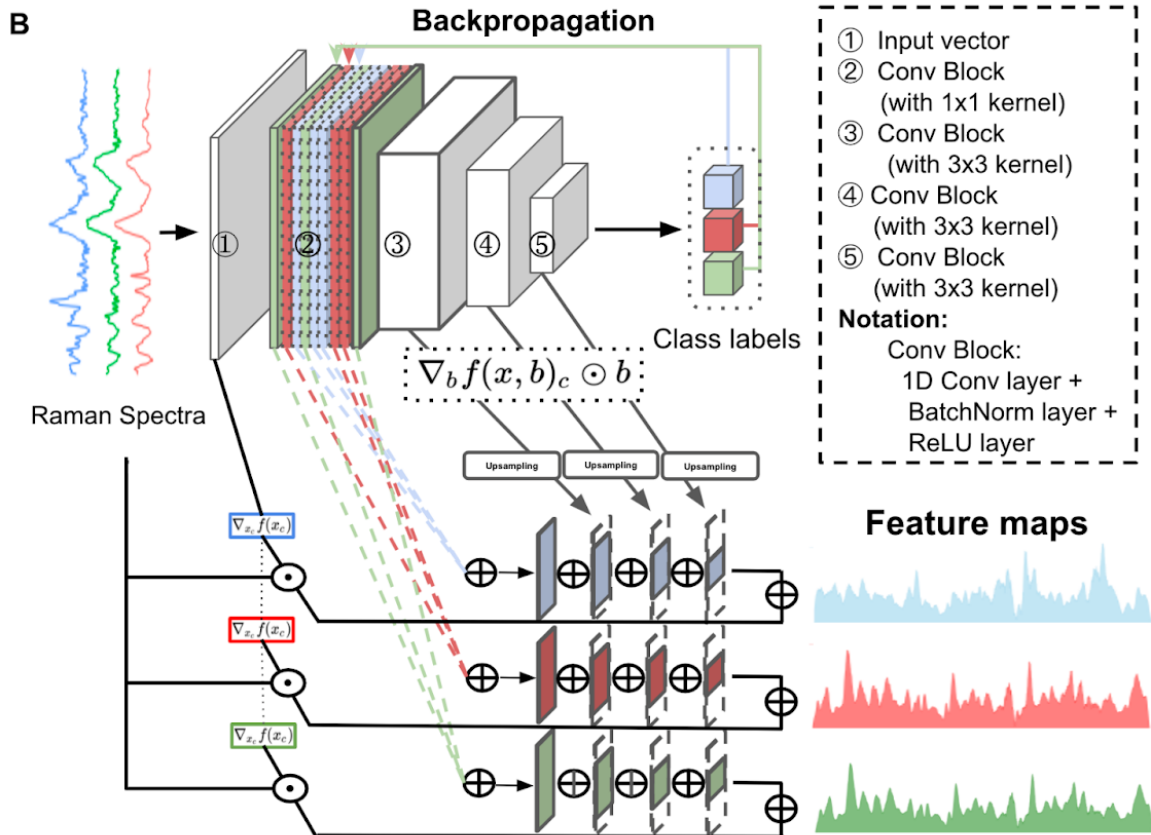 B
Backpropagation
① Input vector
② Conv Block
(with 1x1 kernel)
③ Conv Block
(with 3x3 kernel)
④ Conv Block
(with 3x3 kernel)
⑤ Conv Block
(with 3x3 kernel)
Notation:
Conv Block:
1D Conv layer +
BatchNorm layer +
ReLU layer
①
②
③
④
⑤
Class labels
∇_b f(x, b)_c ⊙ b
Raman Spectra
Upsampling
Upsampling
Upsampling
Feature maps
∇_{x_c} f(x_c)
∇_{x_c} f(x_c)
∇_{x_c} f(x_c)